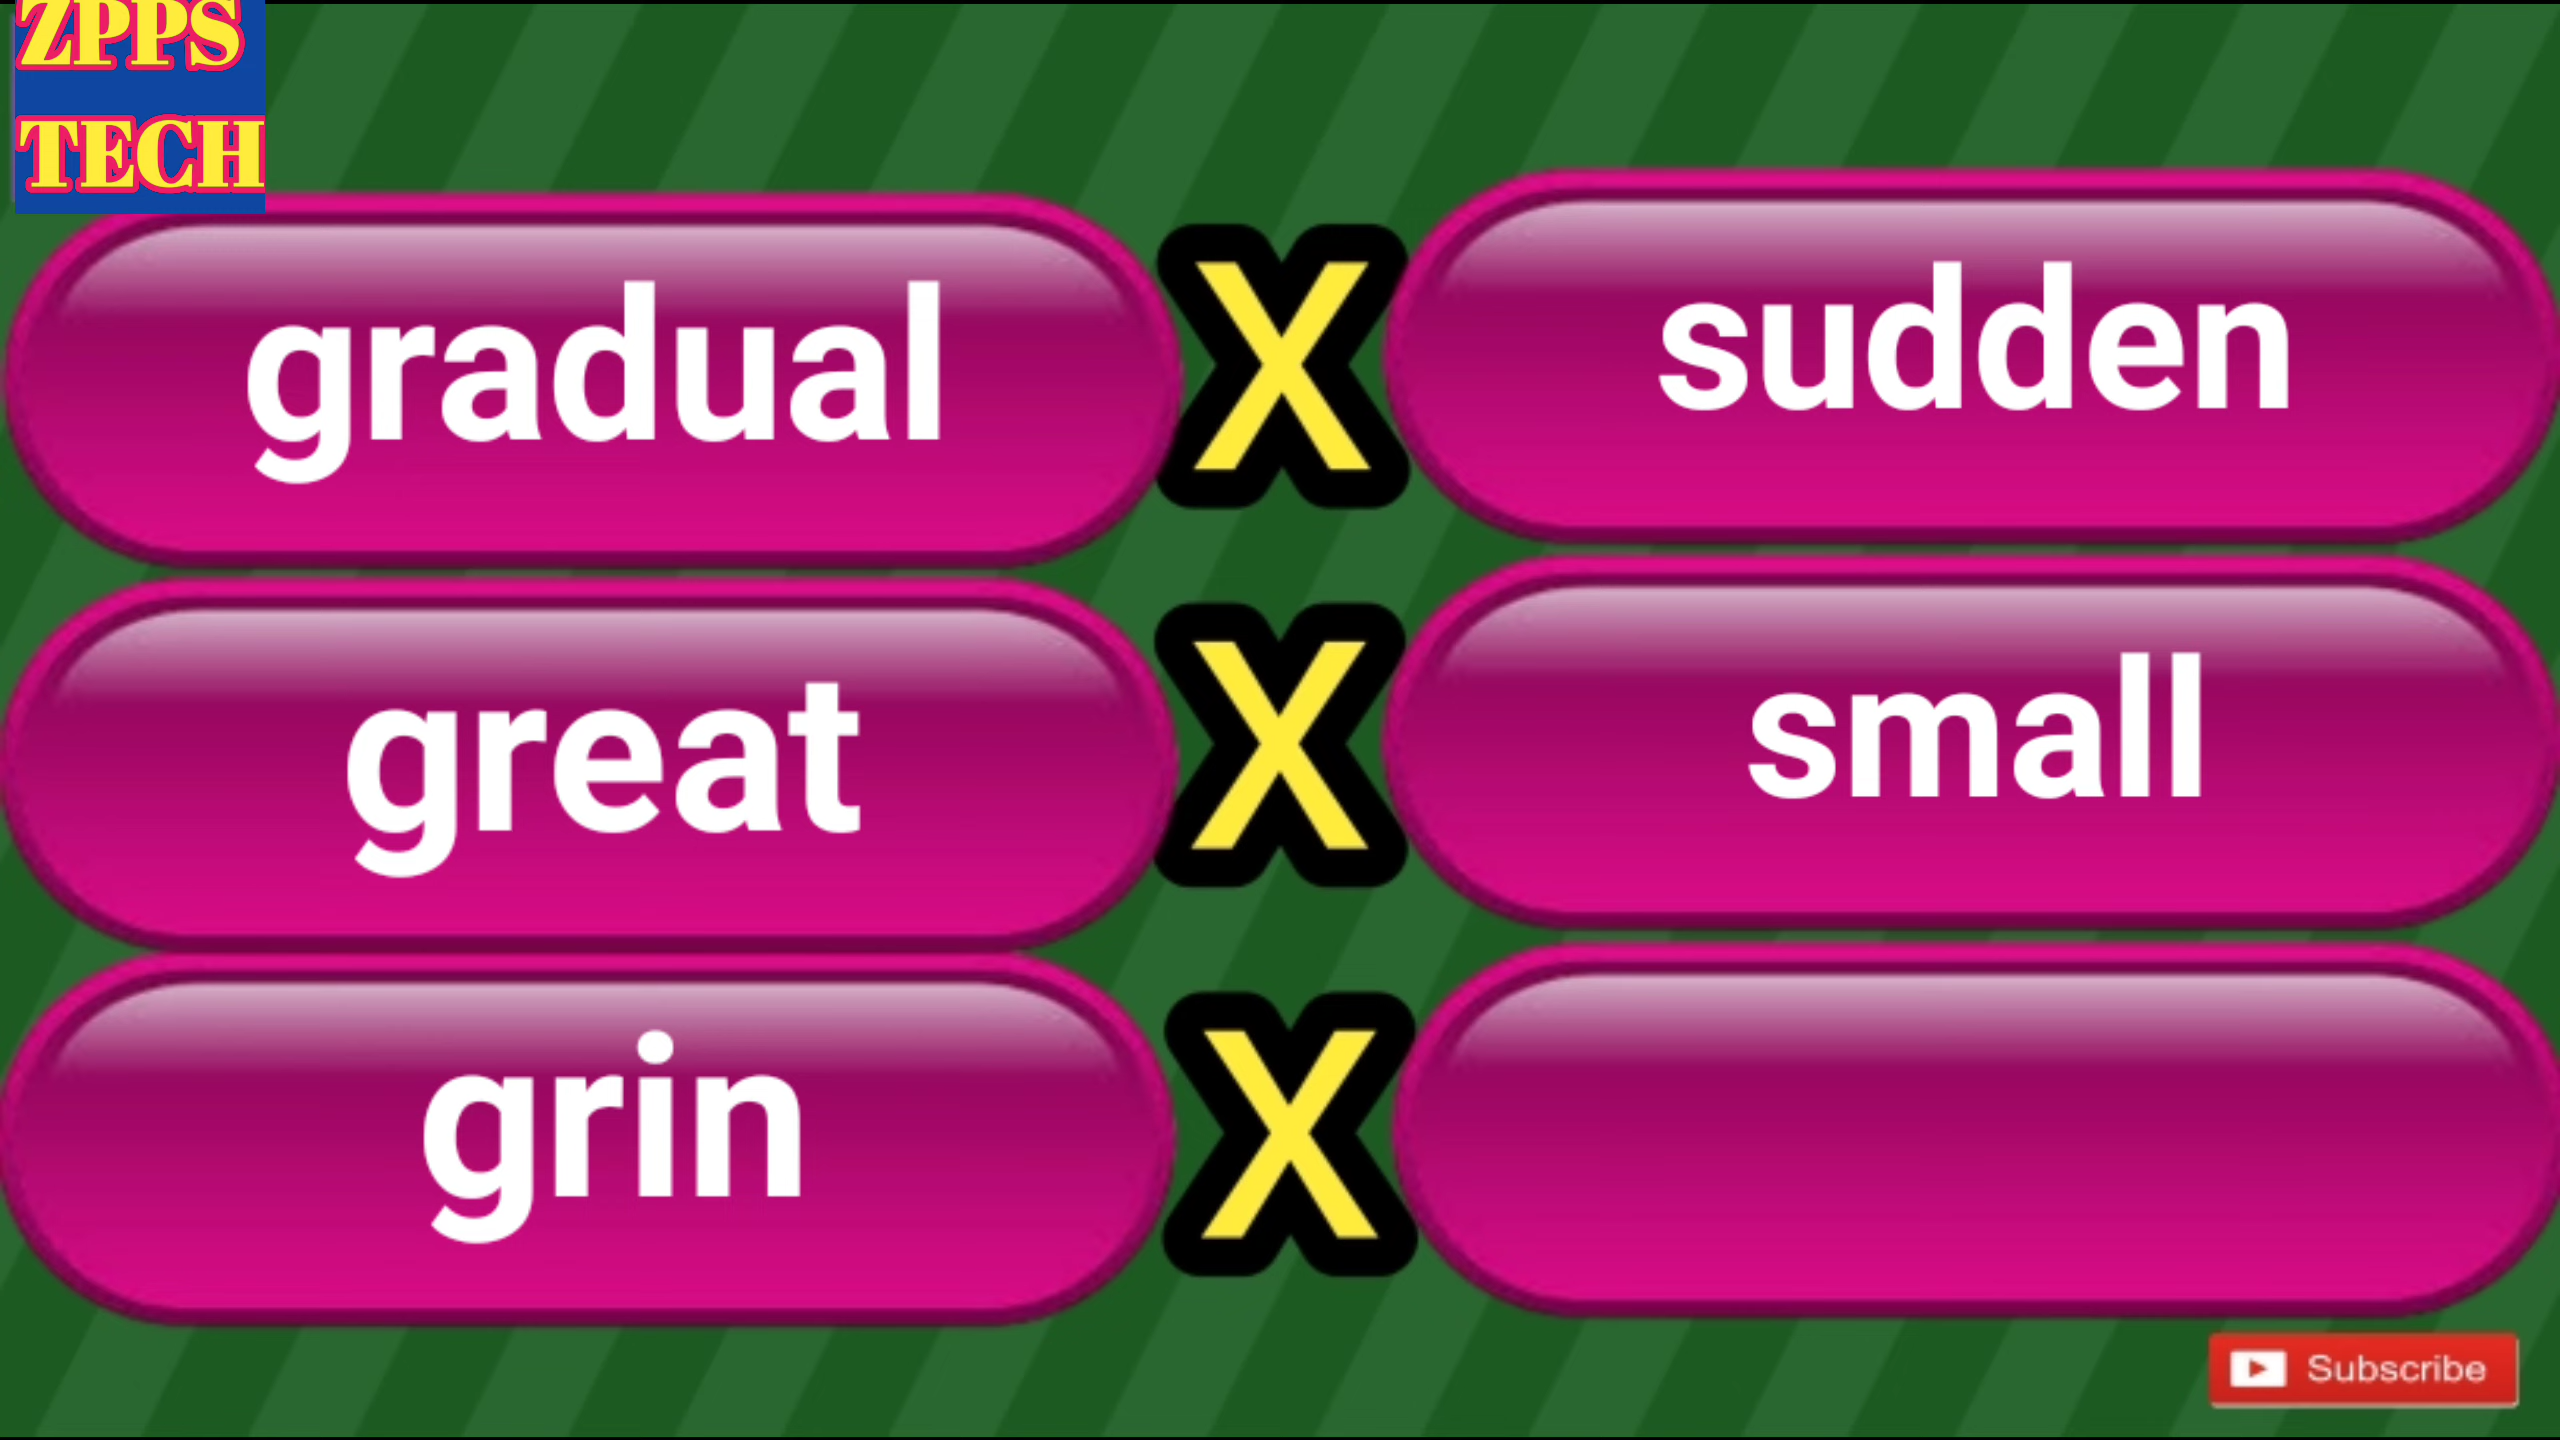 ZPPS
TECH
gradual X sudden
great X small
grin X
Subscribe